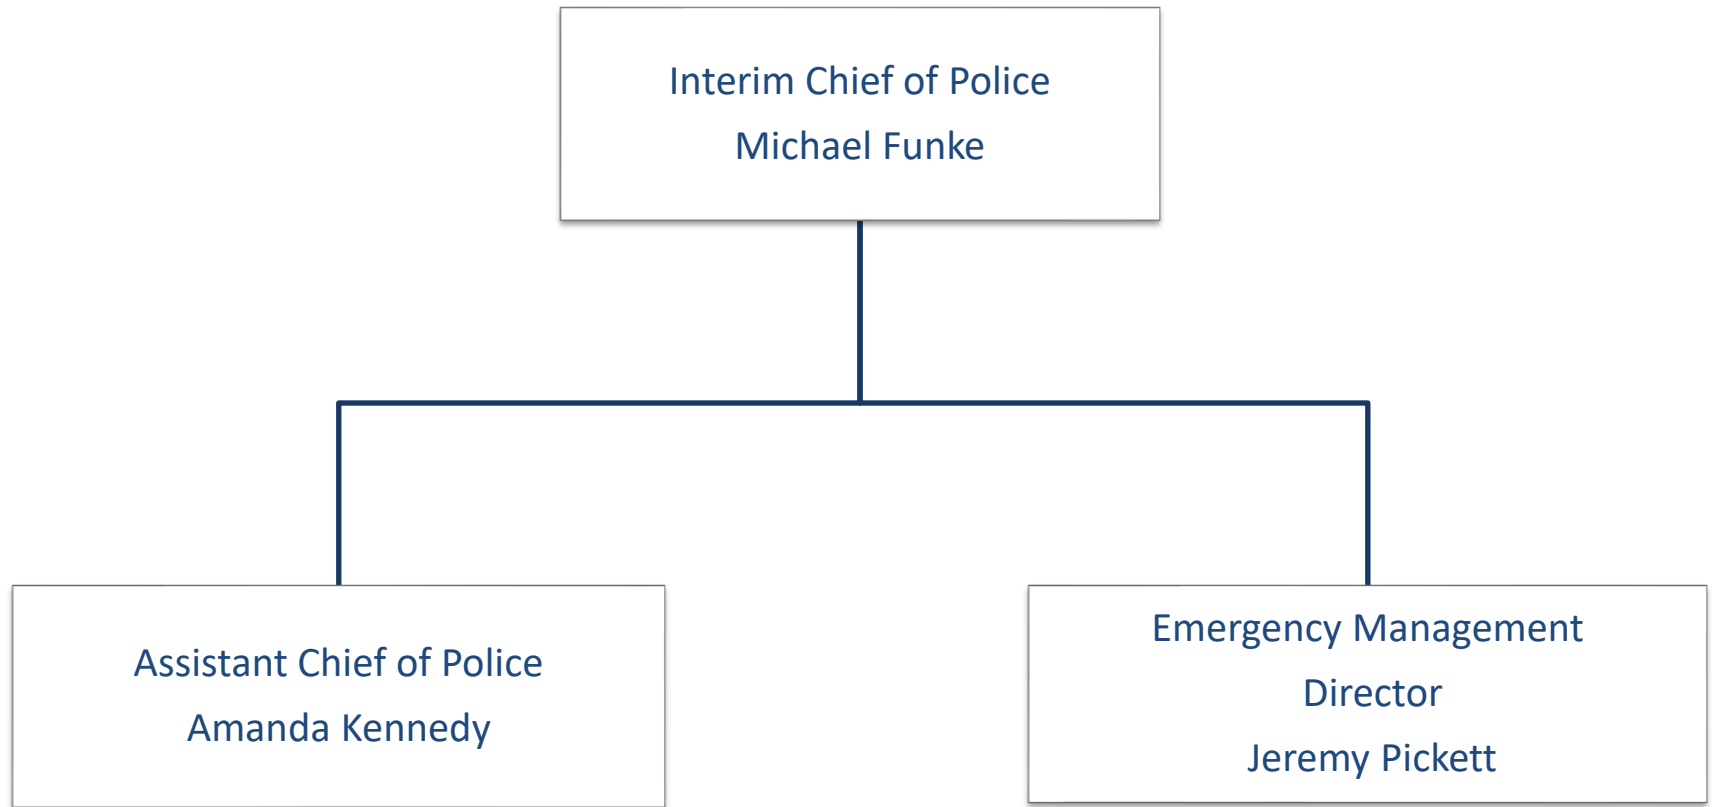 Interim Chief of Police
Michael Funke
Assistant Chief of Police
Amanda Kennedy
Emergency Management
Director
Jeremy Pickett